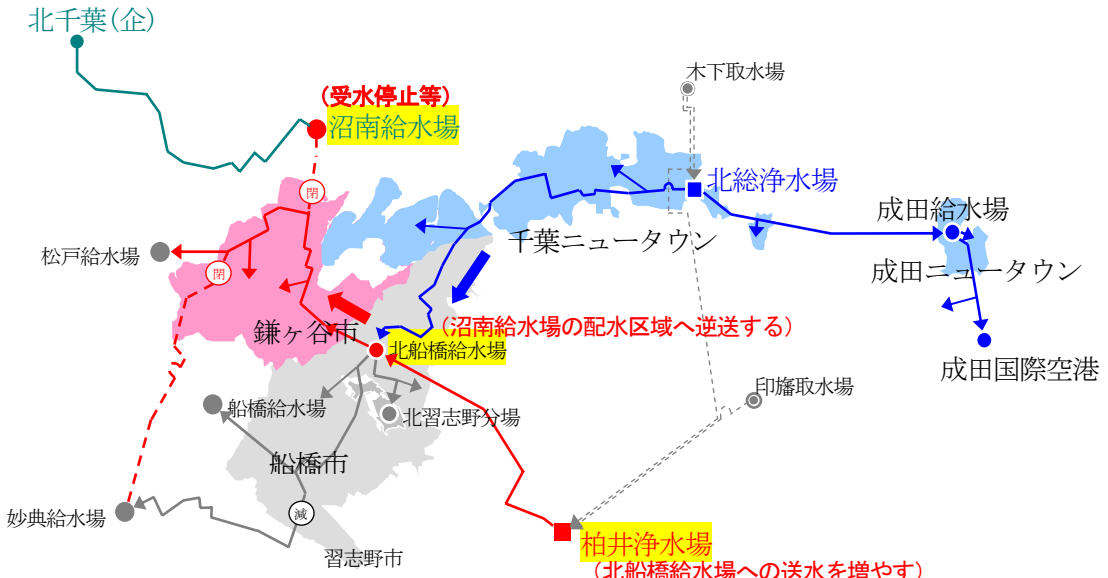 北千葉(企)
木下取水場
(受水停止等)
沼南給水場
北総浄水場
閉
成田給水場
千葉ニュータウン
松戸給水場
閉
成田ニュータウン
(沼南給水場の配水区域へ逆送する)
鎌ヶ谷市
北船橋給水場
成田国際空港
印旛取水場
船橋給水場
北習志野分場
船橋市
妙典給水場
減
柏井浄水場
習志野市
(北船橋給水場への送水を増やす)